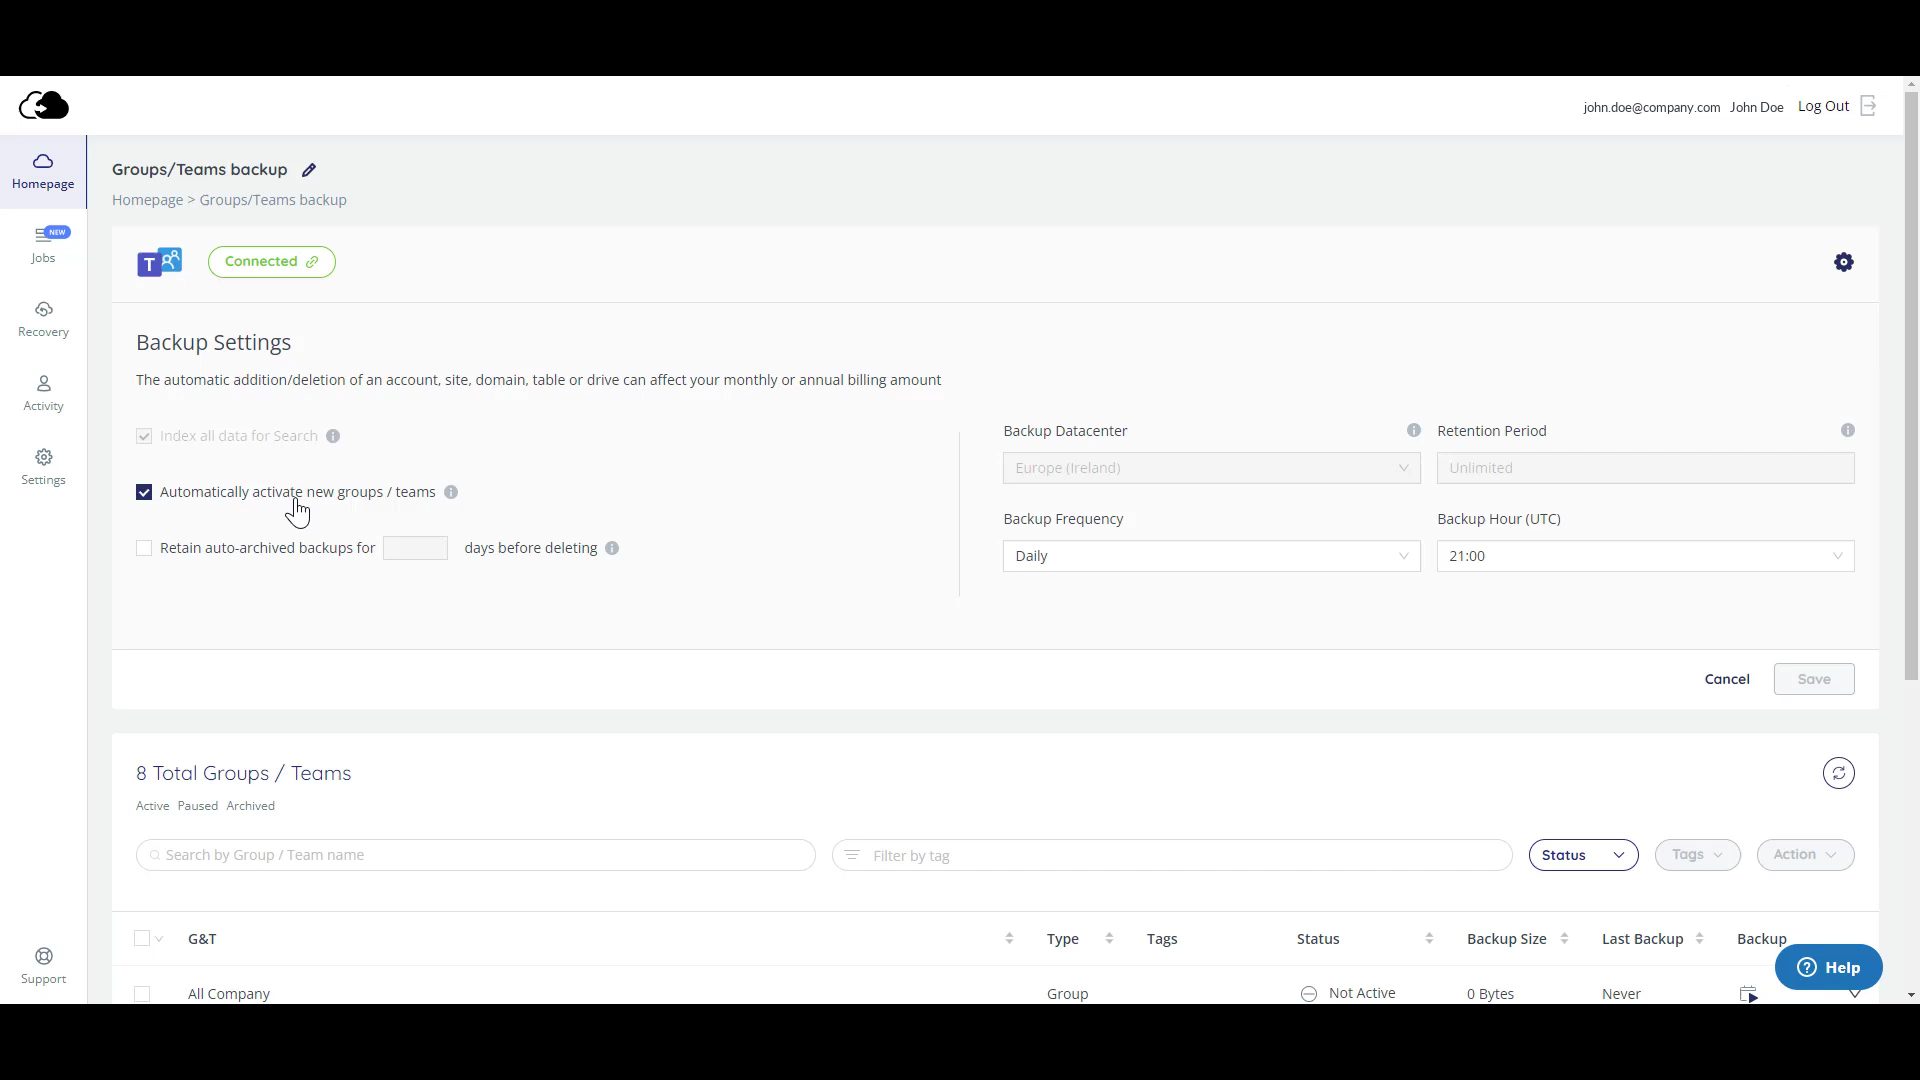 john.doe@company.com John Doe Log Out
Homepage
NEW
Jobs
Recovery
Activity
Settings
Support
Groups/Teams backup
Homepage > Groups/Teams backup
T
Connected
Backup Settings
The automatic addition/deletion of an account, site, domain, table or drive can affect your monthly or annual billing amount
Index all data for Search
Automatically activate new groups / teams
Retain auto-archived backups for days before deleting
Backup Datacenter
Europe (Ireland)
Retention Period
Unlimited
Backup Frequency
Daily
Backup Hour (UTC)
21:00
Cancel Save
8 Total Groups / Teams
Active Paused Archived
Search by Group / Team name
Filter by tag
Status Tags Action
G&T Type Tags Status Backup Size Last Backup Backup
All Company Group Not Active 0 Bytes Never
Help